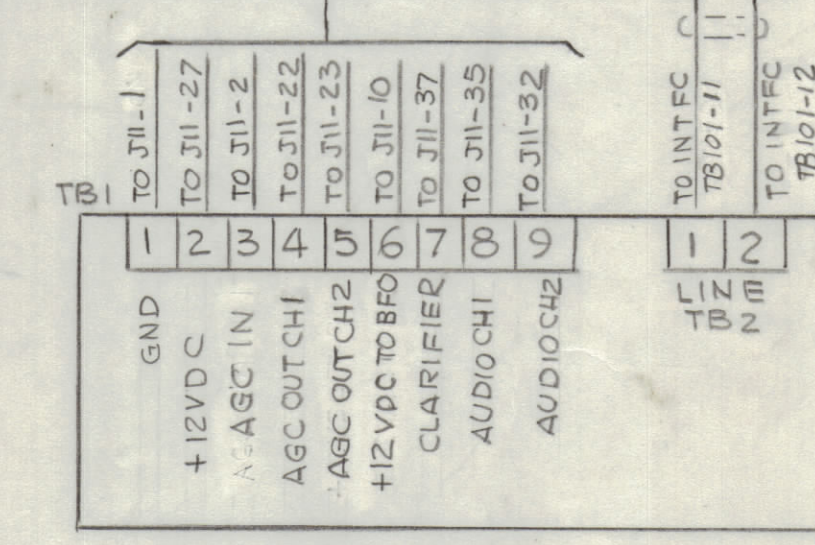 TO J11-1
TO J11-27
TO J11-2
TO J11-22
TO J11-23
TO J11-10
TO J11-37
TO J11-35
TO J11-32
TO INTFC
TB101-11
TO INTFC
TB101-12
TB1
1 2 3 4 5 6 7 8 9
1 2
GND
+12VDC
AGC IN
AGC OUT CH1
AGC OUT CH2
+12VDC TO BFO
CLARIFIER
AUDIO CH1
AUDIO CH2
LINE
TB2